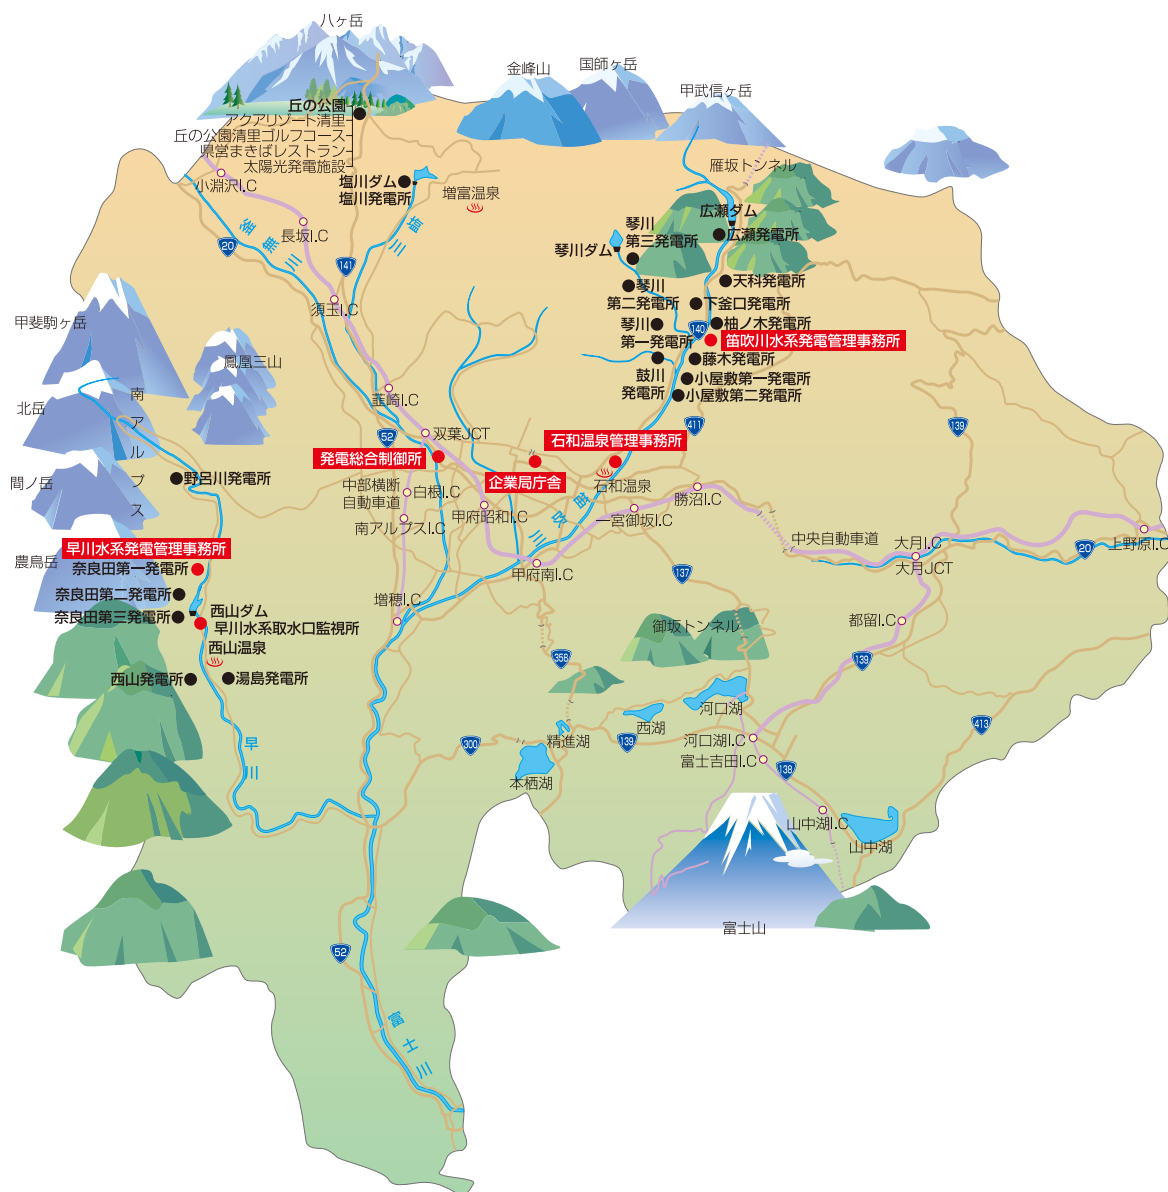 八ヶ岳
金峰山
国師ヶ岳
甲武信ヶ岳
丘の公園
アクアリゾート清里
丘の公園清里ゴルフコース
県営まきばレストラン
太陽光発電施設
雁坂トンネル
小淵沢I.C
塩川ダム
塩川発電所
増富温泉
釜無川
塩川
長坂I.C
20
141
須玉I.C
広瀬ダム
広瀬発電所
琴川
第三発電所
琴川ダム
天科発電所
琴川
第二発電所
下釜口発電所
琴川
第一発電所
140
柚ノ木発電所
笛吹川水系発電管理事務所
藤木発電所
鼓川
発電所
小屋敷第一発電所
小屋敷第二発電所
甲斐駒ヶ岳
鳳凰三山
北岳
南アルプス
間ノ岳
農鳥岳
韮崎I.C
52
双葉JCT
411
139
石和温泉管理事務所
発電総合制御所
企業局庁舎
石和温泉
笛吹川
野呂川発電所
中部横断
自動車道
白根I.C
南アルプスI.C
甲府昭和I.C
勝沼I.C
一宮御坂I.C
中央自動車道
大月I.C
大月JCT
上野原I.C
20
早川水系発電管理事務所
奈良田第一発電所
奈良田第二発電所
奈良田第三発電所
西山ダム
早川水系取水口監視所
西山温泉
西山発電所
湯島発電所
甲府南I.C
137
増穂I.C
御坂トンネル
都留I.C
358
139
早川
300
精進湖
本栖湖
139
西湖
河口湖
河口湖I.C
富士吉田I.C
138
413
山中湖I.C
山中湖
富士山
52
富士川